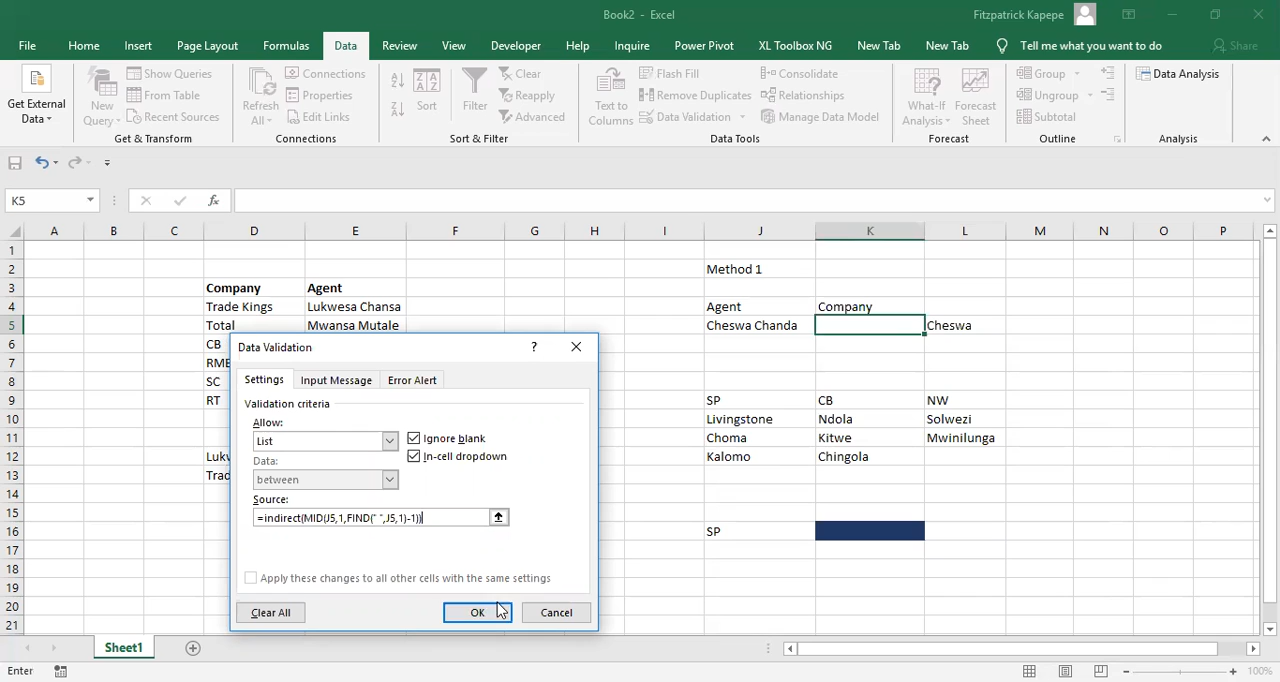 Book2 - Excel
Fitzpatrick Kapepe
File Home Insert Page Layout Formulas Data Review View Developer Help Inquire Power Pivot XL Toolbox NG New Tab New Tab Tell me what you want to do Share
Get External Data
New Query
Show Queries
From Table
Recent Sources
Get & Transform
Refresh All
Connections
Properties
Edit Links
Connections
Sort
Filter
Clear
Reapply
Advanced
Sort & Filter
Text to Columns
Flash Fill
Remove Duplicates
Data Validation
Consolidate
Relationships
Manage Data Model
Data Tools
What-If Analysis
Forecast Sheet
Forecast
Group
Ungroup
Subtotal
Outline
Data Analysis
Analysis
K5
fx
A B C D E F G H I J K L M N O P
1
2 Method 1
3 Company Agent
4 Trade Kings Lukwesa Chansa Agent Company
5 Total Mwansa Mutale Cheswa Chanda Cheswa
6 CB
7 RME
8 SC
9 RT SP CB NW
10 Livingstone Ndola Solwezi
11 Choma Kitwe Mwinilunga
12 Lukw Kalomo Chingola
13 Trad
14
15
16 SP
17
18
19
20
21
Data Validation
?
Settings Input Message Error Alert
Validation criteria
Allow:
List
Ignore blank
In-cell dropdown
Data:
between
Source:
=indirect(MID(J5,1,FIND(" ",J5,1)-1))
Apply these changes to all other cells with the same settings
Clear All OK Cancel
Sheet1
Enter
100%